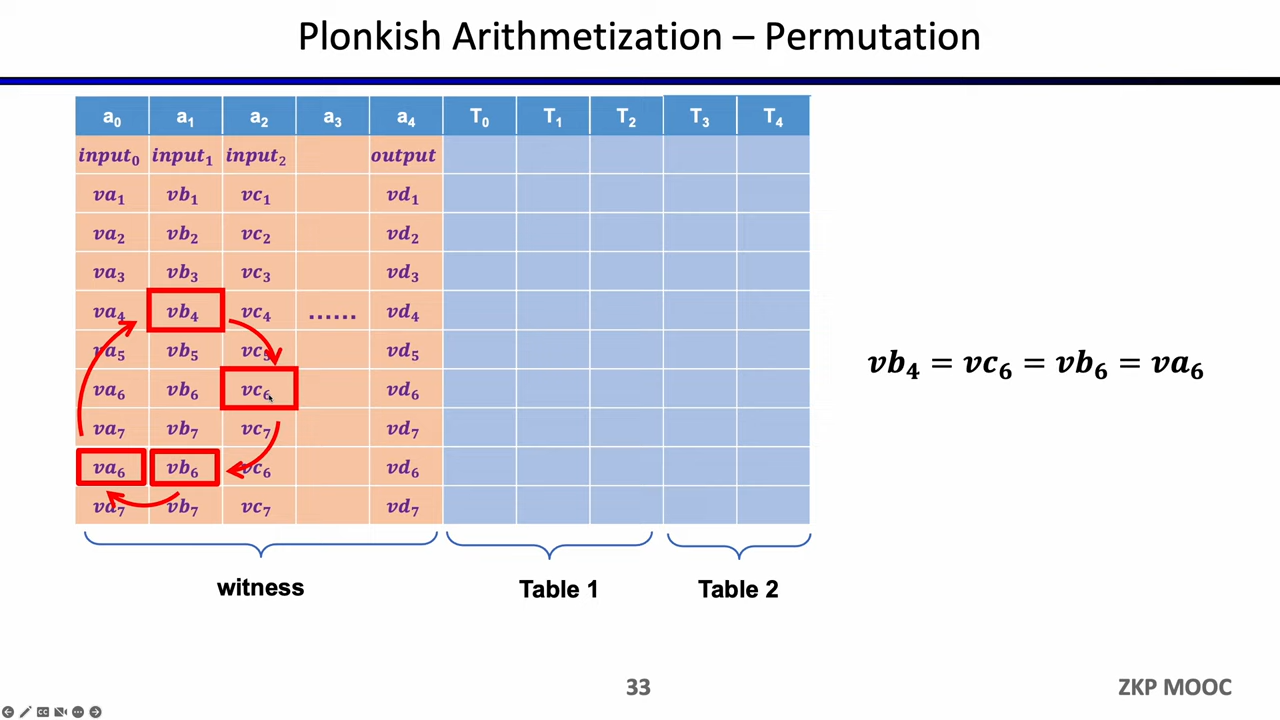 Plonkish Arithmetization – Permutation
a₀ a₁ a₂ a₃ a₄ T₀ T₁ T₂ T₃ T₄
input₀ input₁ input₂ output
va₁ vb₁ vc₁ vd₁
va₂ vb₂ vc₂ vd₂
va₃ vb₃ vc₃ vd₃
va₄ vb₄ vc₄ ...... vd₄
va₅ vb₅ vc₅ vd₅
va₆ vb₆ vc₆ vd₆
va₇ vb₇ vc₇ vd₇
va₆ vb₆ vc₆ vd₆
va₇ vb₇ vc₇ vd₇
vb₄ = vc₆ = vb₆ = va₆
witness Table 1 Table 2
33
ZKP MOOC